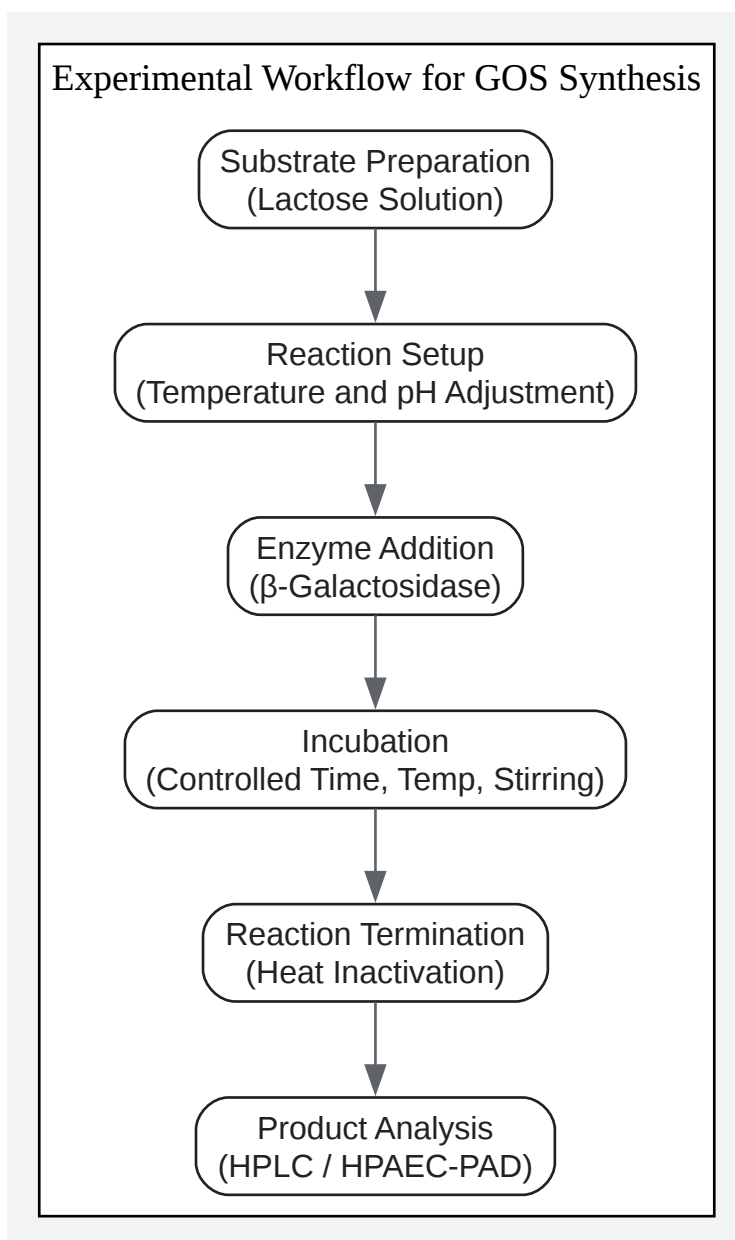 Experimental Workflow for GOS Synthesis
Substrate Preparation
(Lactose Solution)
Reaction Setup
(Temperature and pH Adjustment)
Enzyme Addition
(β-Galactosidase)
Incubation
(Controlled Time, Temp, Stirring)
Reaction Termination
(Heat Inactivation)
Product Analysis
(HPLC / HPAEC-PAD)